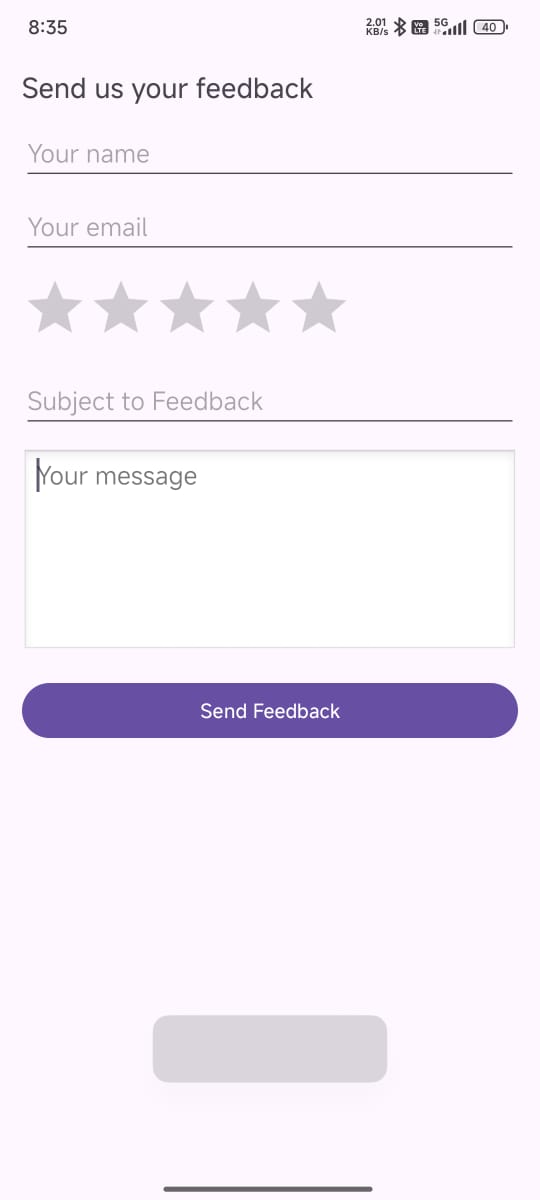 8:35
2.01 KB/s Vo LTE 5G 40
Send us your feedback
Your name
Your email
Subject to Feedback
Your message
Send Feedback